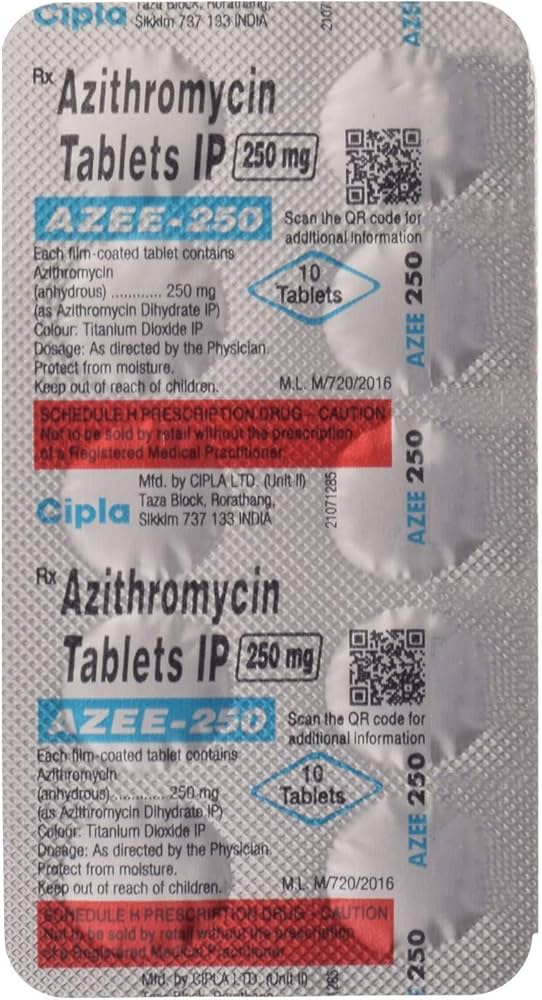 Cipla
Taza Block, Rorathang,
Sikkim 737 133 INDIA
2107
AZE
Rx Azithromycin
Tablets IP 250 mg
AZEE-250
Scan the QR code for
additional information
Each film-coated tablet contains
Azithromycin
(anhydrous) ............ 250 mg
(as Azithromycin Dihydrate IP)
Colour: Titanium Dioxide IP
Dosage: As directed by the Physician.
Protect from moisture.
Keep out of reach of children.
10
Tablets
M.L. M/720/2016
AZEE 250
SCHEDULE H PRESCRIPTION DRUG - CAUTION
Not to be sold by retail without the prescription
of a Registered Medical Practitioner.
Cipla
Mfd. by CIPLA LTD. (Unit II)
Taza Block, Rorathang,
Sikkim 737 133 INDIA
21071285
AZEE 250
Rx Azithromycin
Tablets IP 250 mg
AZEE-250
Scan the QR code for
additional information
Each film-coated tablet contains
Azithromycin
(anhydrous) ............ 250 mg
(as Azithromycin Dihydrate IP)
Colour: Titanium Dioxide IP
Dosage: As directed by the Physician.
Protect from moisture.
Keep out of reach of children.
10
Tablets
M.L. M/720/2016
AZEE 250
SCHEDULE H PRESCRIPTION DRUG - CAUTION
Not to be sold by retail without the prescription
of a Registered Medical Practitioner.
Mfd. by CIPLA LTD. (Unit II)
E 250